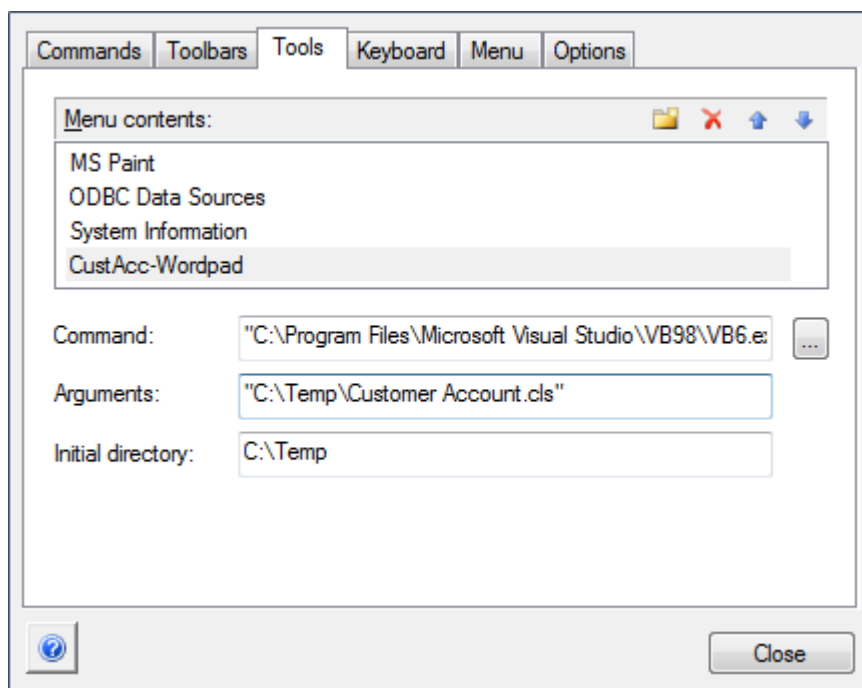 Commands Toolbars Tools Keyboard Menu Options
Menu contents:
MS Paint
ODBC Data Sources
System Information
CustAcc-Wordpad
Command: "C:\Program Files\Microsoft Visual Studio\VB98\VB6.ex ...
Arguments: "C:\Temp\Customer Account.cls"
Initial directory: C:\Temp
?
Close